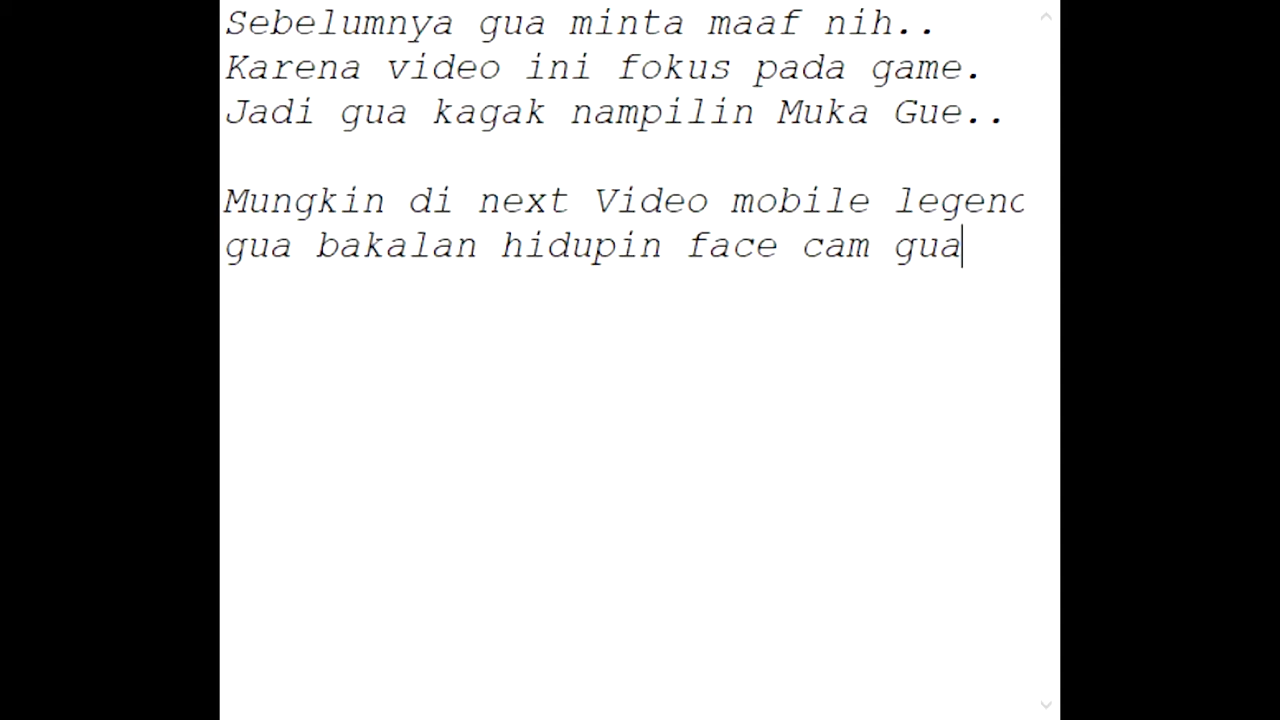 Sebelumnya gua minta maaf nih..
Karena video ini fokus pada game.
Jadi gua kagak nampilin Muka Gue..
Mungkin di next Video mobile legend
gua bakalan hidupin face cam gua